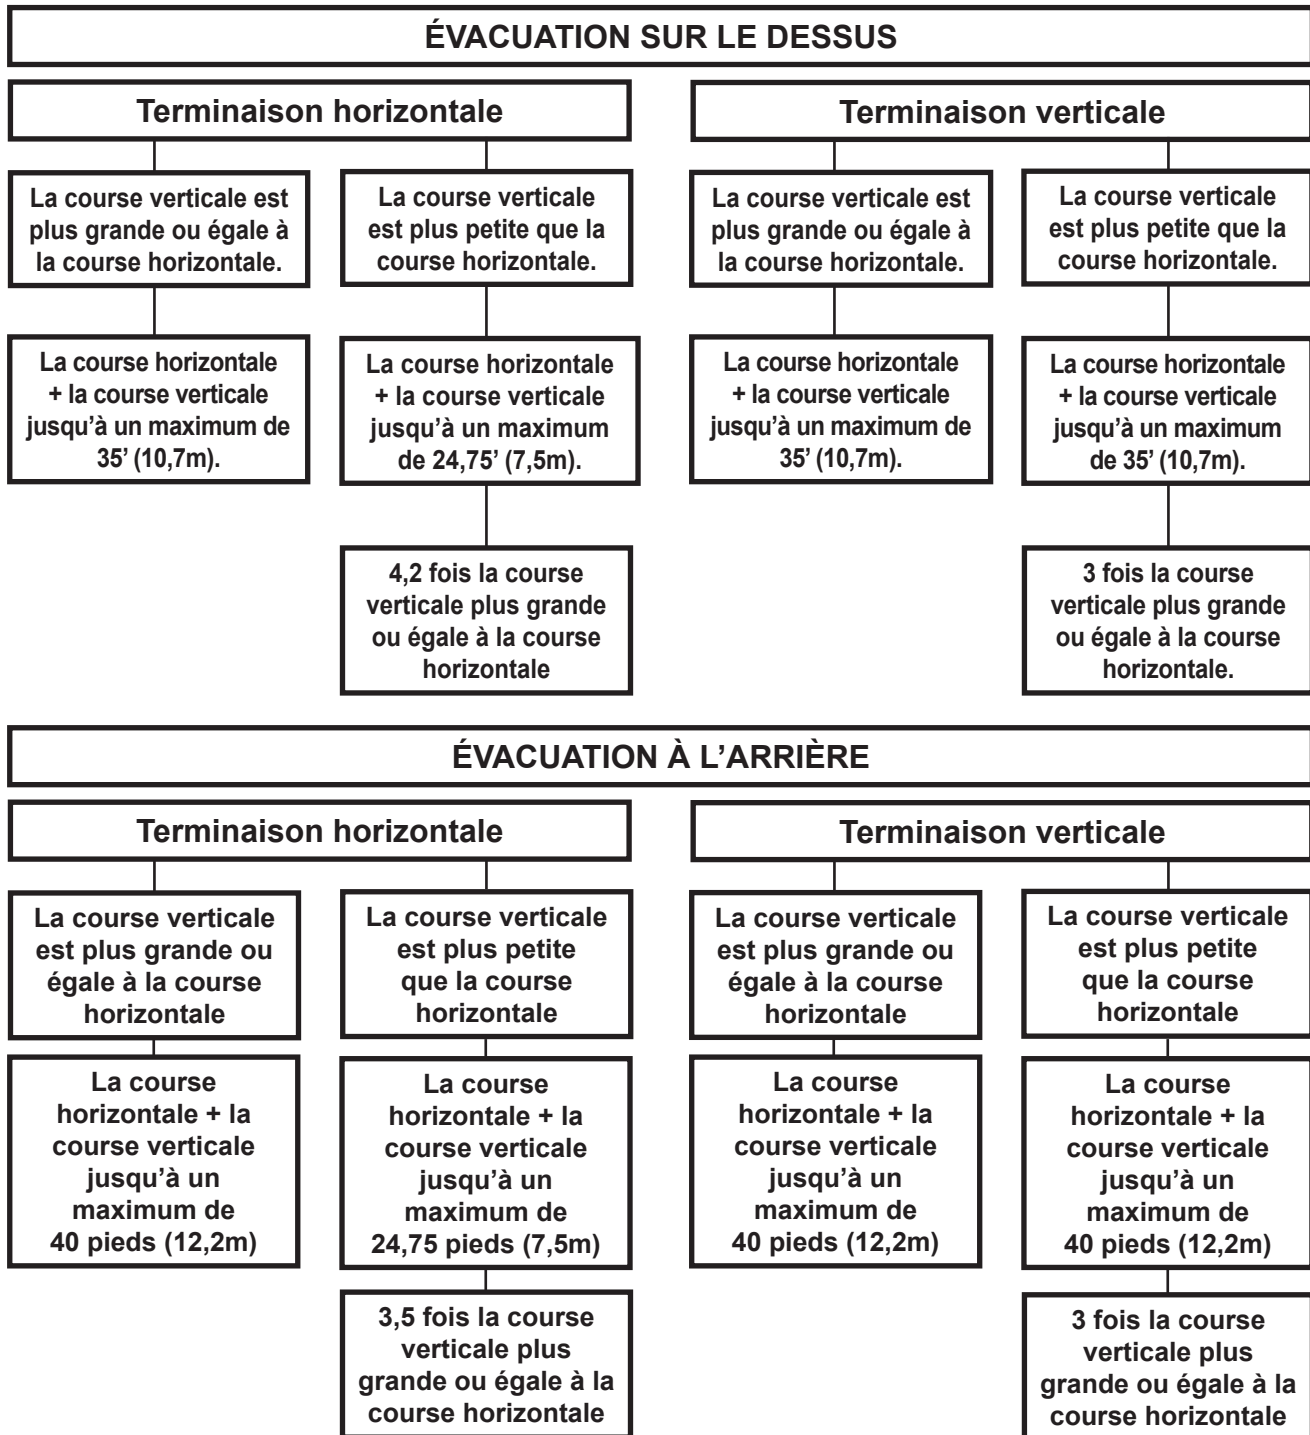 ÉVACUATION SUR LE DESSUS
Terminaison horizontale
La course verticale est
plus grande ou égale à
la course horizontale.
La course horizontale
+ la course verticale
jusqu’à un maximum de
35’ (10,7m).
La course verticale
est plus petite que la
course horizontale.
La course horizontale
+ la course verticale
jusqu’à un maximum
de 24,75’ (7,5m).
4,2 fois la course
verticale plus grande
ou égale à la course
horizontale
Terminaison verticale
La course verticale est
plus grande ou égale à
la course horizontale.
La course horizontale
+ la course verticale
jusqu’à un maximum de
35’ (10,7m).
La course verticale
est plus petite que la
course horizontale.
La course horizontale
+ la course verticale
jusqu’à un maximum
de 35’ (10,7m).
3 fois la course
verticale plus grande
ou égale à la course
horizontale.
ÉVACUATION À L’ARRIÈRE
Terminaison horizontale
La course verticale
est plus grande ou
égale à la course
horizontale
La course
horizontale + la
course verticale
jusqu’à un
maximum de
40 pieds (12,2m)
La course verticale
est plus petite
que la course
horizontale
La course
horizontale + la
course verticale
jusqu’à un
maximum de
24,75 pieds (7,5m)
3,5 fois la course
verticale plus
grande ou égale à la
course horizontale
Terminaison verticale
La course verticale
est plus grande ou
égale à la course
horizontale
La course
horizontale + la
course verticale
jusqu’à un
maximum de
40 pieds (12,2m)
La course verticale
est plus petite
que la course
horizontale
La course
horizontale + la
course verticale
jusqu’à un
maximum de
40 pieds (12,2m)
3 fois la course
verticale plus
grande ou égale à la
course horizontale